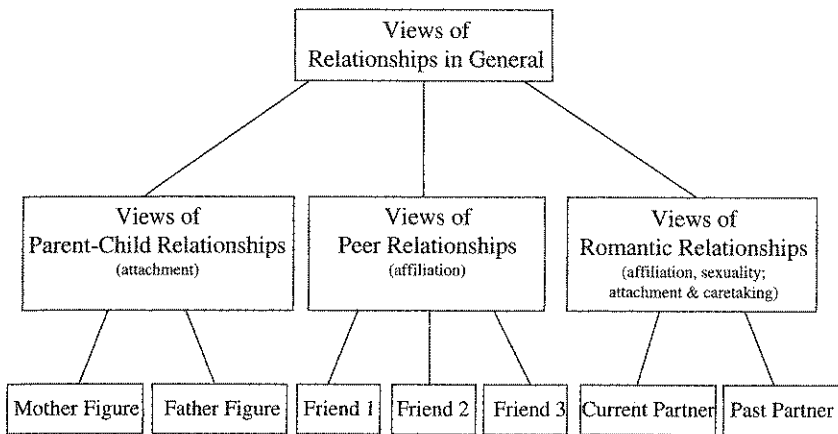 Views of
Relationships in General
Views of
Parent-Child Relationships
(attachment)
Views of
Peer Relationships
(affiliation)
Views of
Romantic Relationships
(affiliation, sexuality;
attachment & caretaking)
Mother Figure
Father Figure
Friend 1
Friend 2
Friend 3
Current Partner
Past Partner